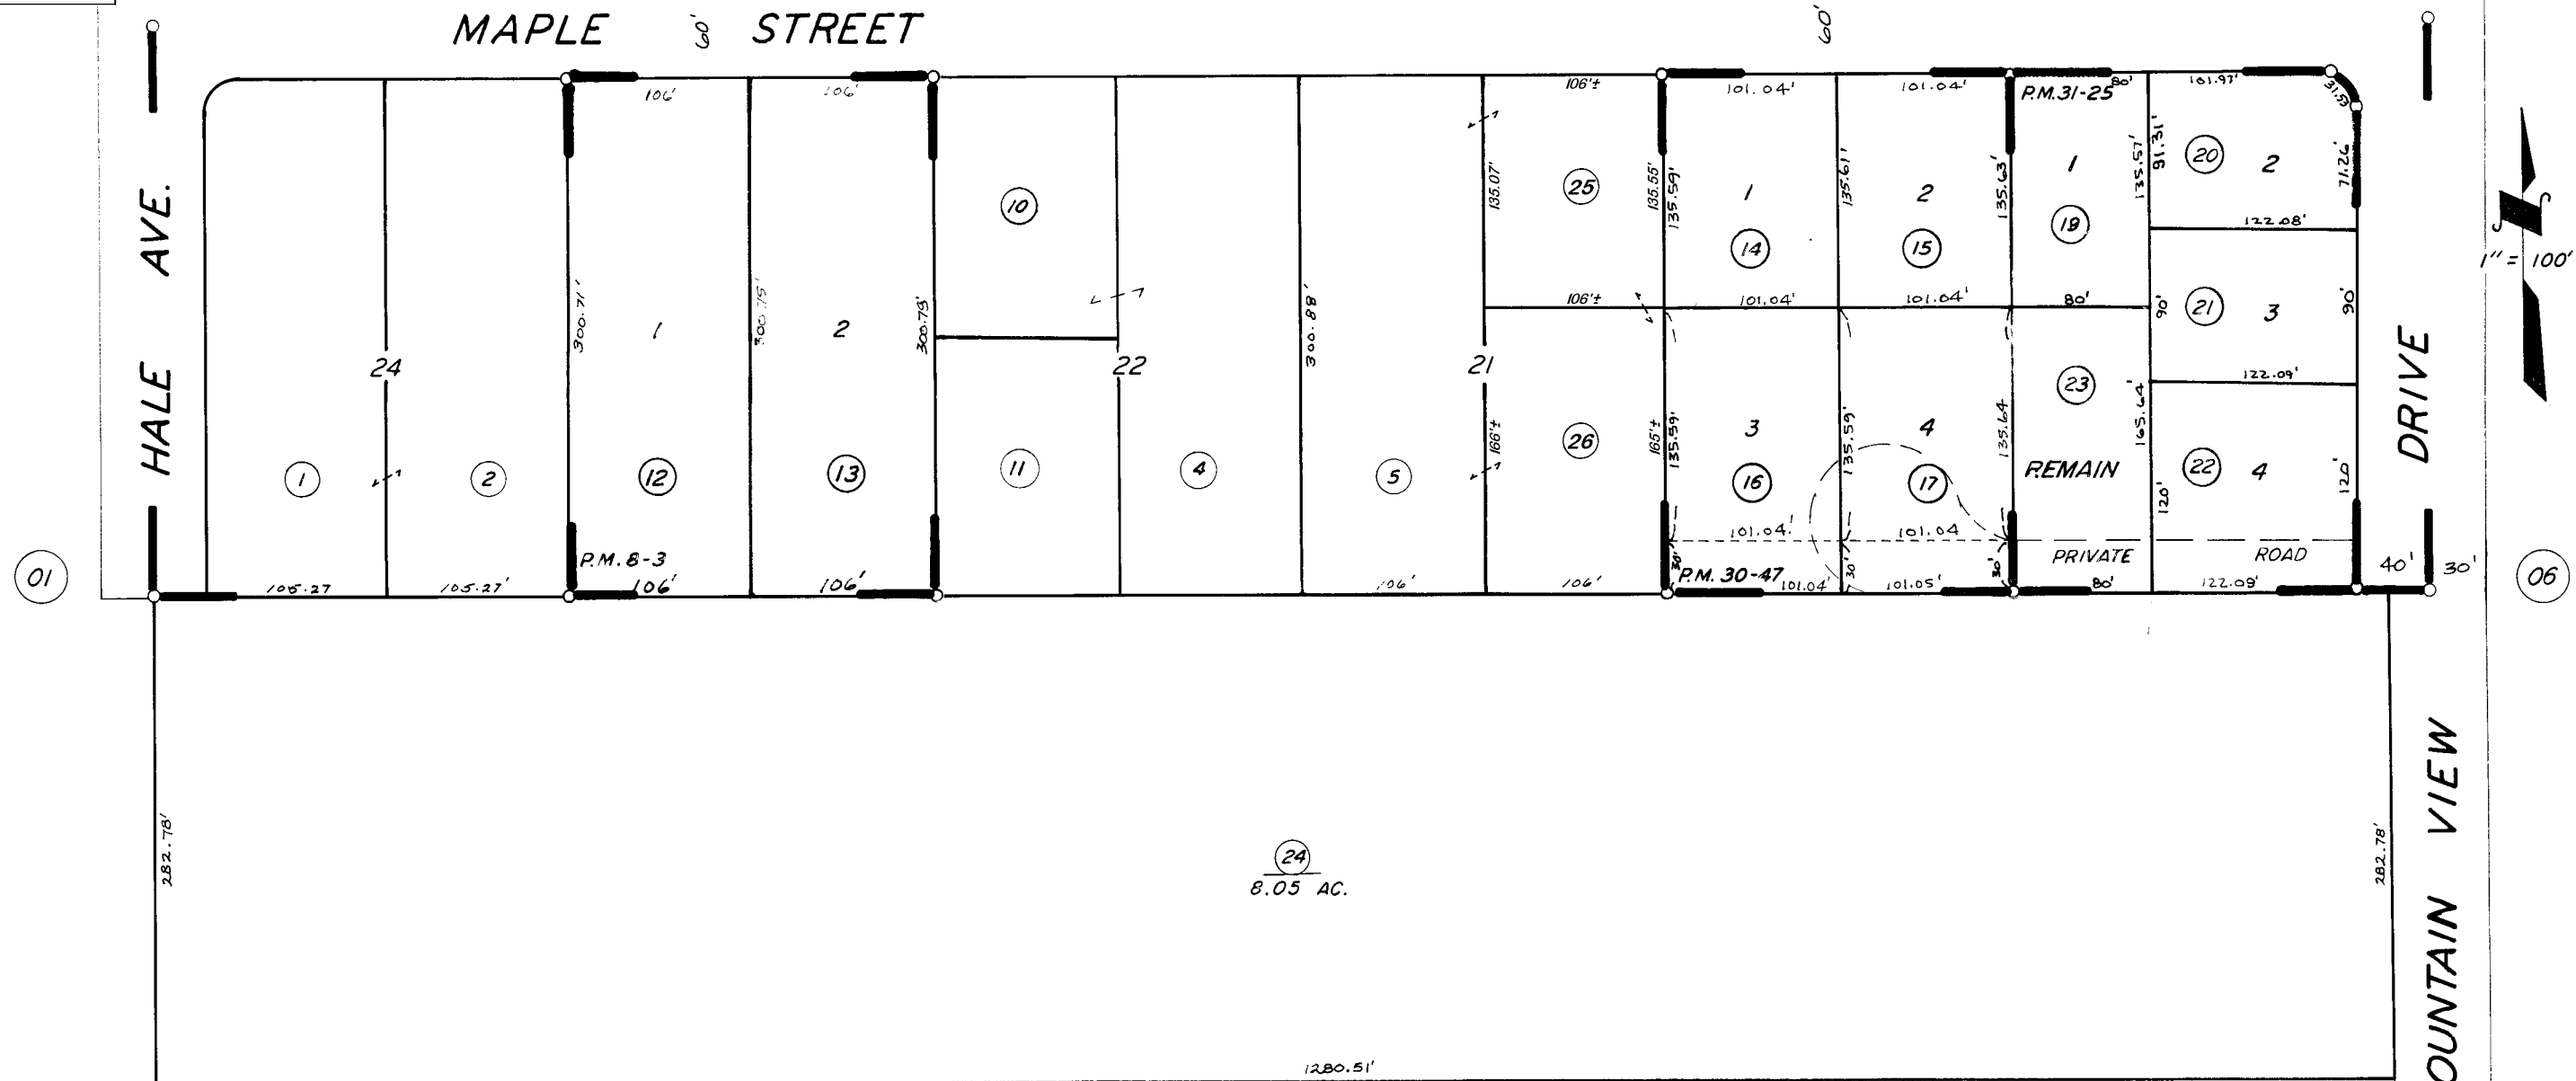 MAPLE 60' STREET 60'
HALE AVE.
106' 106' 106'± 101.04' 101.04' P.M.31-25 80' 101.97' 31.53
135.07' 25 135.55' 135.59' 1 135.61' 2 135.63' 1 135.57' 91.31' 20 2 71.26'
10 14 15 19 122.08'
1" = 100'
106'± 101.04' 101.04' 80'
300.71' 1 300.75' 2 300.79' 300.88' 90' 21 3 90'
24 22 21
122.09'
23
166'± 26 165'± 135.59' 3 135.59' 4 135.64 165.64'
REMAIN
1 2 12 13 11 4 5 16 17 120' 22 4 120'
DRIVE
101.04' 101.04
P.M. 8-3
30' 30' 30'
PRIVATE ROAD
40' 30'
01 06
105.27 105.27' 106' 106' 106' 106' P.M. 30-47 101.04' 101.05' 80' 122.09'
282.78' 282.78'
24
8.05 AC.
OUNTAIN VIEW
1280.51'